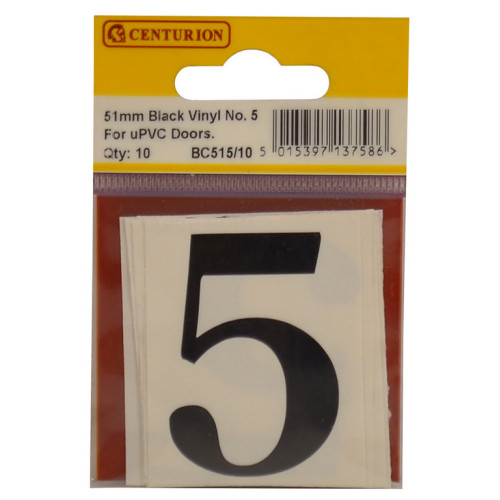 CENTURION
51mm Black Vinyl No. 5
For uPVC Doors.
Qty: 10 BC515/10
5 015397 137586 >
5